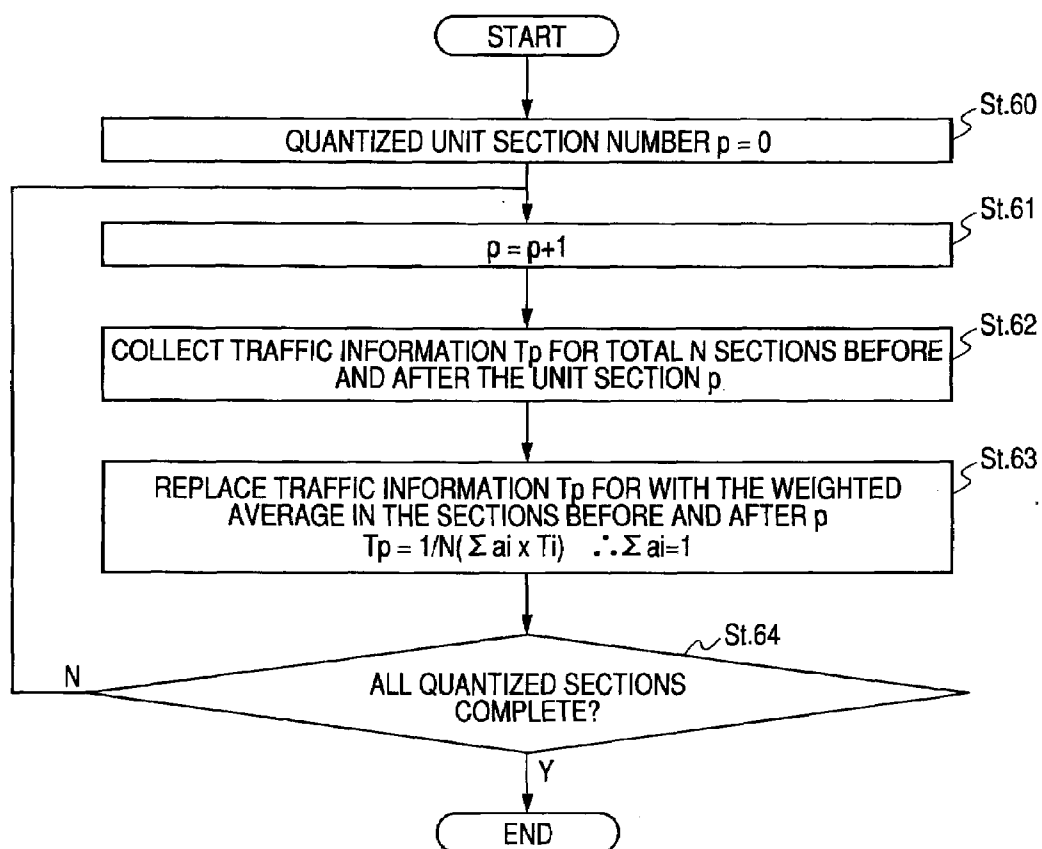 START
St.60
QUANTIZED UNIT SECTION NUMBER p = 0
St.61
p = p+1
St.62
COLLECT TRAFFIC INFORMATION Tp FOR TOTAL N SECTIONS BEFORE
AND AFTER THE UNIT SECTION p
St.63
REPLACE TRAFFIC INFORMATION Tp FOR WITH THE WEIGHTED
AVERAGE IN THE SECTIONS BEFORE AND AFTER p
Tp = 1/N( Σ ai x Ti) ∴ Σ ai=1
St.64
N
ALL QUANTIZED SECTIONS
COMPLETE?
Y
END